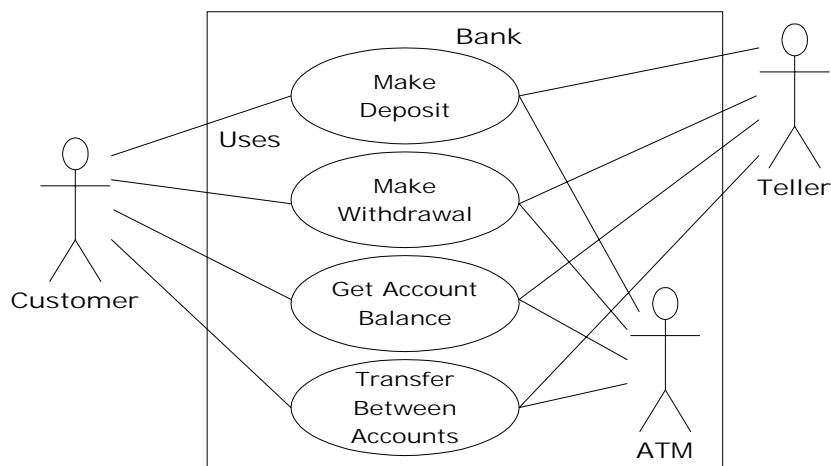 Bank
Make
Deposit
Uses
Make
Withdrawal
Teller
Get Account
Balance
Customer
Transfer
Between
Accounts
ATM